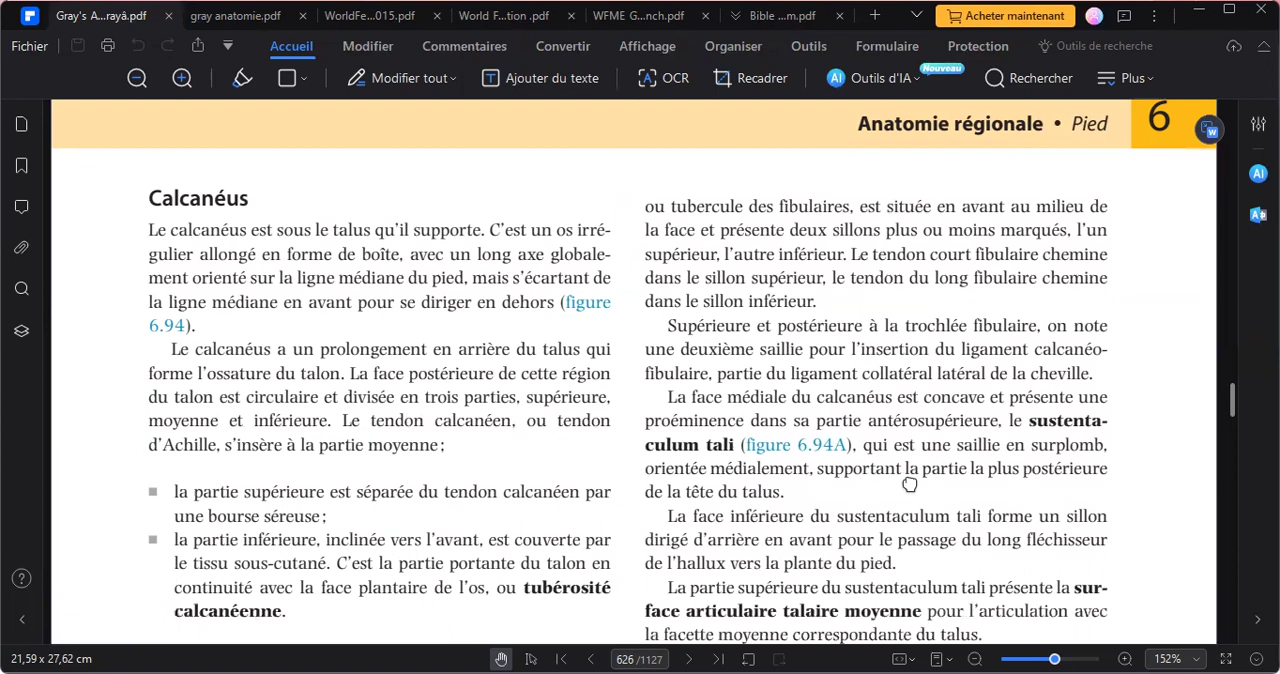 Gray's A...rayâ.pdf
gray anatomie.pdf
WorldFe...015.pdf
World F...tion .pdf
WFME G...nch.pdf
Bible ...m.pdf
Acheter maintenant
Fichier
Accueil
Modifier
Commentaires
Convertir
Affichage
Organiser
Outils
Formulaire
Protection
Outils de recherche
Modifier tout
Ajouter du texte
OCR
Recadrer
AI
Outils d'IA
Nouveau
Rechercher
Plus
Anatomie régionale • Pied
6
Calcanéus
Le calcanéus est sous le talus qu'il supporte. C'est un os irré-
gulier allongé en forme de boîte, avec un long axe globale-
ment orienté sur la ligne médiane du pied, mais s'écartant de
la ligne médiane en avant pour se diriger en dehors (figure
6.94).
Le calcanéus a un prolongement en arrière du talus qui
forme l'ossature du talon. La face postérieure de cette région
du talon est circulaire et divisée en trois parties, supérieure,
moyenne et inférieure. Le tendon calcanéen, ou tendon
d'Achille, s'insère à la partie moyenne ;
la partie supérieure est séparée du tendon calcanéen par
une bourse séreuse ;
la partie inférieure, inclinée vers l'avant, est couverte par
le tissu sous-cutané. C'est la partie portante du talon en
continuité avec la face plantaire de l'os, ou tubérosité
calcanéenne.
ou tubercule des fibulaires, est située en avant au milieu de
la face et présente deux sillons plus ou moins marqués, l'un
supérieur, l'autre inférieur. Le tendon court fibulaire chemine
dans le sillon supérieur, le tendon du long fibulaire chemine
dans le sillon inférieur.
Supérieure et postérieure à la trochlée fibulaire, on note
une deuxième saillie pour l'insertion du ligament calcanéo-
fibulaire, partie du ligament collatéral latéral de la cheville.
La face médiale du calcanéus est concave et présente une
proéminence dans sa partie antérosupérieure, le sustenta-
culum tali (figure 6.94A), qui est une saillie en surplomb,
orientée médialement, supportant la partie la plus postérieure
de la tête du talus.
La face inférieure du sustentaculum tali forme un sillon
dirigé d'arrière en avant pour le passage du long fléchisseur
de l'hallux vers la plante du pied.
La partie supérieure du sustentaculum tali présente la sur-
face articulaire talaire moyenne pour l'articulation avec
la facette moyenne correspondante du talus.
AI
21,59 x 27,62 cm
626 /1127
152%